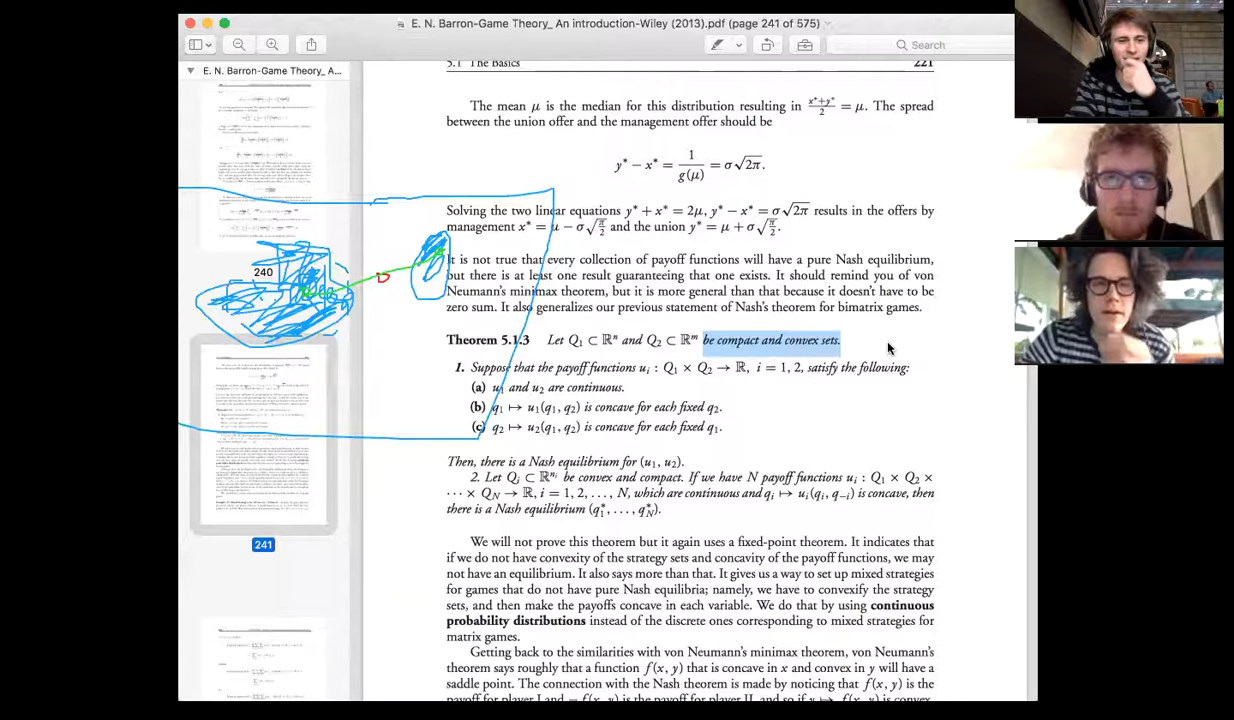 E. N. Barron-Game Theory_ An introduction-Wiley (2013).pdf (page 241 of 575)
Search
E. N. Barron-Game Theory_ A...
240
241
5.1 The Basics 221
The mean μ is the median for this distribution resulting in (x*+y*)/2 = μ. The spread
between the union offer and the management offer should be
y* − x* = 1/g(μ) = σ√2π.
Solving the two linear equations y* + x* = 2μ, y* − x* = σ√2π results in the offers by
management x* = μ − σ√(π/2) and the union y* = μ + σ√(π/2).
It is not true that every collection of payoff functions will have a pure Nash equilibrium,
but there is at least one result guaranteeing that one exists. It should remind you of von
Neumann's minimax theorem, but it is more general than that because it doesn't have to be
zero sum. It also generalizes our previous statement of Nash's theorem for bimatrix games.
Theorem 5.1.3 Let Q₁ ⊂ ℝⁿ and Q₂ ⊂ ℝᵐ be compact and convex sets.
1. Suppose that the payoff functions uᵢ : Q₁ × Q₂ → ℝ, i = 1, 2, satisfy the following:
(a) u₁ and u₂ are continuous.
(b) q₁ ↦ u₁(q₁, q₂) is concave for each fixed q₂.
(c) q₂ ↦ u₂(q₁, q₂) is concave for each fixed q₁.
Then, there is a Nash equilibrium for (u₁, u₂).
2. Let Qᵢ ⊂ ℝⁿⁱ be convex and compact. If we have N payoff functions uᵢ : Q₁ × Q₂ ×
··· × Q_N → ℝ, i = 1, 2, . . . , N, which are continuous and qᵢ ↦ uᵢ(qᵢ, q₋ᵢ) is concave, then
there is a Nash equilibrium (q₁*, . . . , q_N*).
We will not prove this theorem but it again uses a fixed-point theorem. It indicates that
if we do not have convexity of the strategy sets and concavity of the payoff functions, we may
not have an equilibrium. It also says more than that. It gives us a way to set up mixed strategies
for games that do not have pure Nash equilibria; namely, we have to convexify the strategy
sets, and then make the payoffs concave in each variable. We do that by using continuous
probability distributions instead of the discrete ones corresponding to mixed strategies for
matrix games.
Getting back to the similarities with von Neumann's minimax theorem, von Neumann's
theorem says roughly that a function f(x, y) that is concave in x and convex in y will have a
saddle point. The connection with the Nash theorem is made by noticing that f(x, y) is the
payoff for player I and − f(x, y) is the payoff for player II, and so if y ↦ f(x, y) is convex,